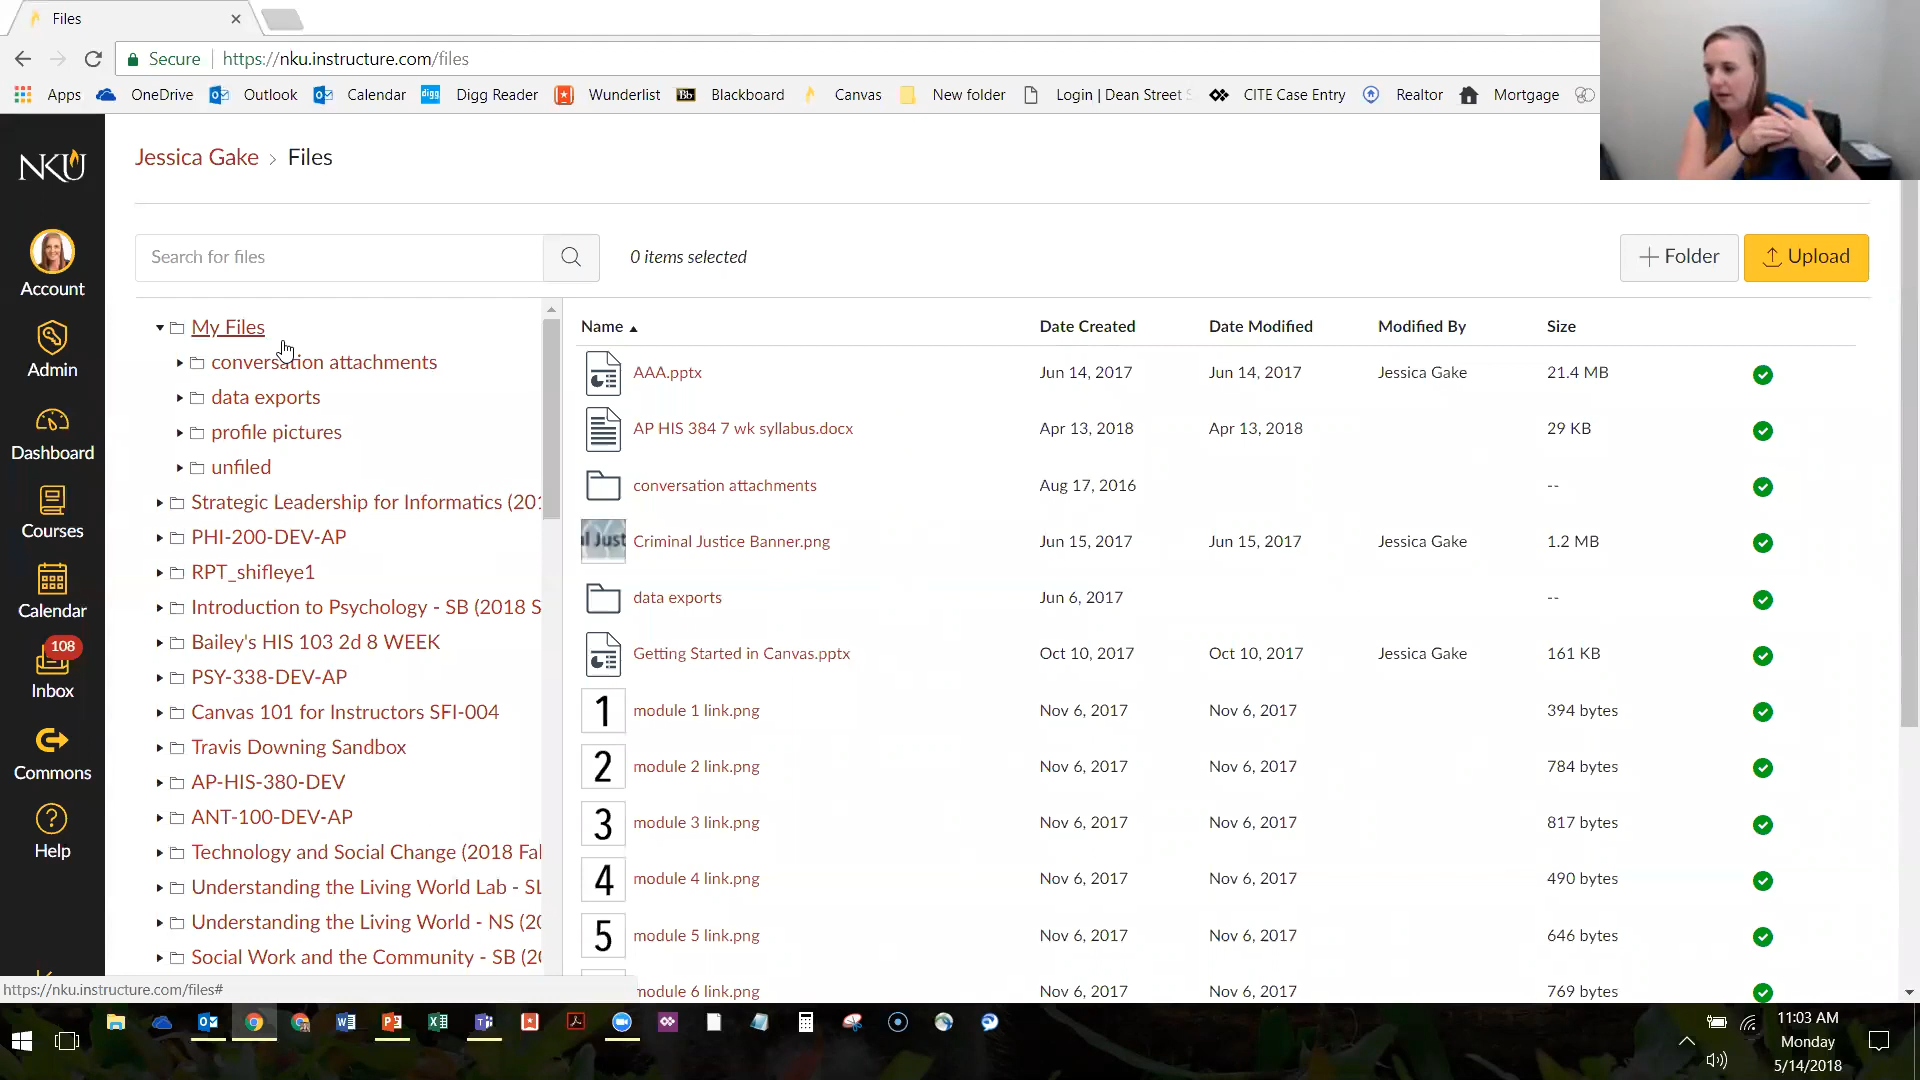 Files
Secure https://nku.instructure.com/files
Apps OneDrive Outlook Calendar digg Digg Reader Wunderlist Bb Blackboard Canvas New folder Login | Dean Street CITE Case Entry Realtor Mortgage
NKU
Jessica Gake > Files
Search for files
0 items selected
+ Folder
Upload
Account
Admin
Dashboard
Courses
Calendar
108
Inbox
Commons
Help
My Files
conversation attachments
data exports
profile pictures
unfiled
Strategic Leadership for Informatics (201
PHI-200-DEV-AP
RPT_shifleye1
Introduction to Psychology - SB (2018 S
Bailey's HIS 103 2d 8 WEEK
PSY-338-DEV-AP
Canvas 101 for Instructors SFI-004
Travis Downing Sandbox
AP-HIS-380-DEV
ANT-100-DEV-AP
Technology and Social Change (2018 Fal
Understanding the Living World Lab - SL
Understanding the Living World - NS (20
Social Work and the Community - SB (20
Name Date Created Date Modified Modified By Size
AAA.pptx Jun 14, 2017 Jun 14, 2017 Jessica Gake 21.4 MB
AP HIS 384 7 wk syllabus.docx Apr 13, 2018 Apr 13, 2018 29 KB
conversation attachments Aug 17, 2016 --
l Just Criminal Justice Banner.png Jun 15, 2017 Jun 15, 2017 Jessica Gake 1.2 MB
data exports Jun 6, 2017 --
Getting Started in Canvas.pptx Oct 10, 2017 Oct 10, 2017 Jessica Gake 161 KB
1 module 1 link.png Nov 6, 2017 Nov 6, 2017 394 bytes
2 module 2 link.png Nov 6, 2017 Nov 6, 2017 784 bytes
3 module 3 link.png Nov 6, 2017 Nov 6, 2017 817 bytes
4 module 4 link.png Nov 6, 2017 Nov 6, 2017 490 bytes
5 module 5 link.png Nov 6, 2017 Nov 6, 2017 646 bytes
module 6 link.png Nov 6, 2017 Nov 6, 2017 769 bytes
https://nku.instructure.com/files#
11:03 AM
Monday
5/14/2018